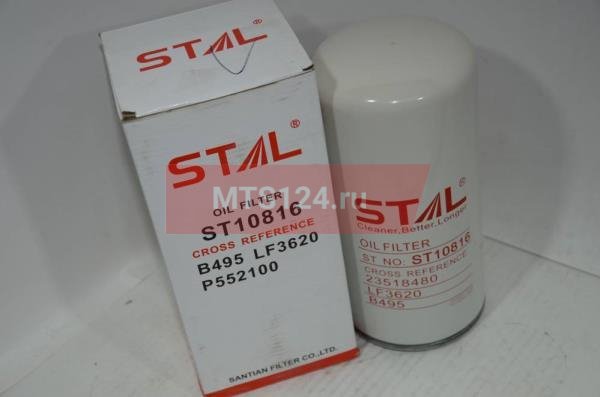 STAL®
STAL®
OIL FILTER
ST10816
CROSS REFERENCE
B495 LF3620
P552100
SANTIAN FILTER CO.,LTD.
MTS124.ru
STAL®
Cleaner,Better,Longer
OIL FILTER
ST NO: ST10816
CROSS REFERENCE
23518480
LF3620
B495